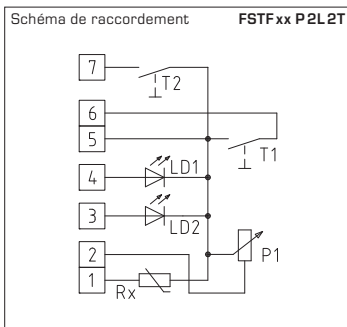 Schéma de raccordement FSTFxx P2L2T
7 T2
6
5 T1
4 LD1
3 LD2
2 P1
1 Rx